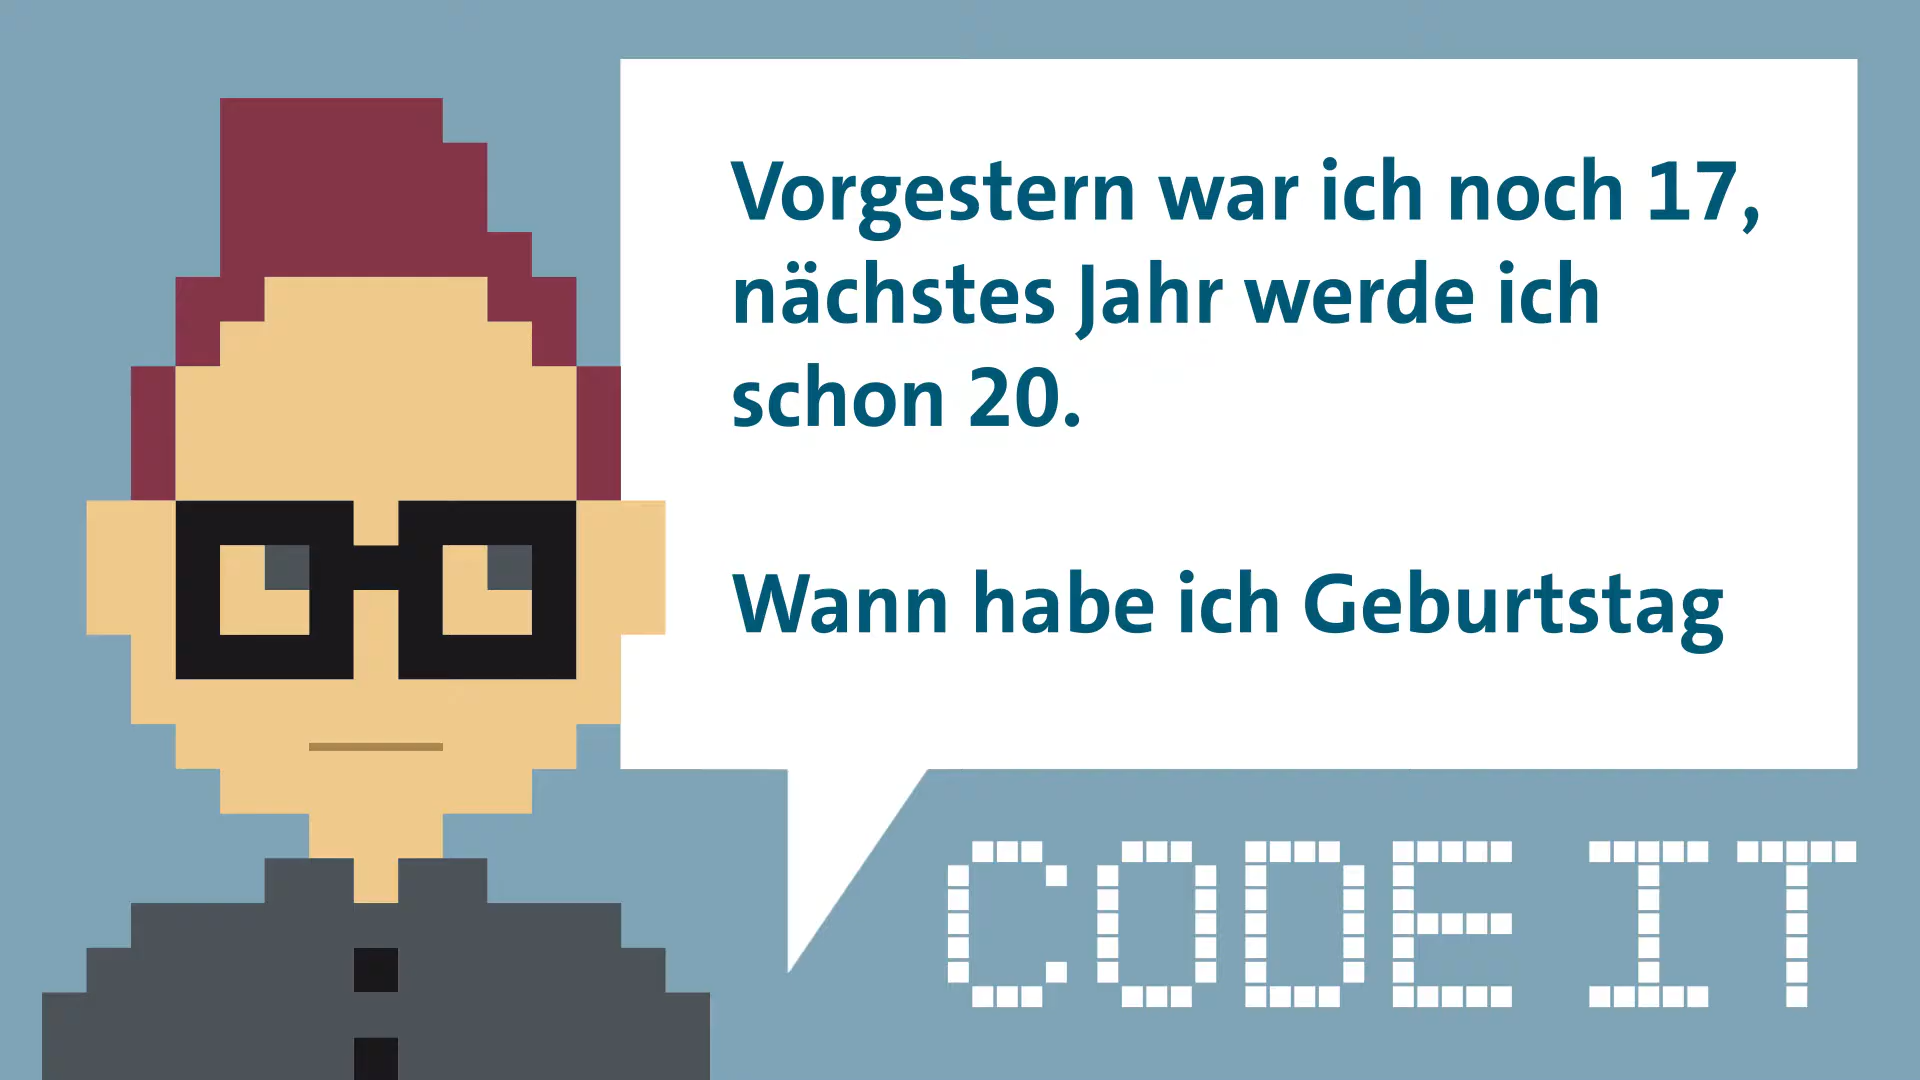 Vorgestern war ich noch 17,
nächstes Jahr werde ich
schon 20.
Wann habe ich Geburtstag
CODE IT